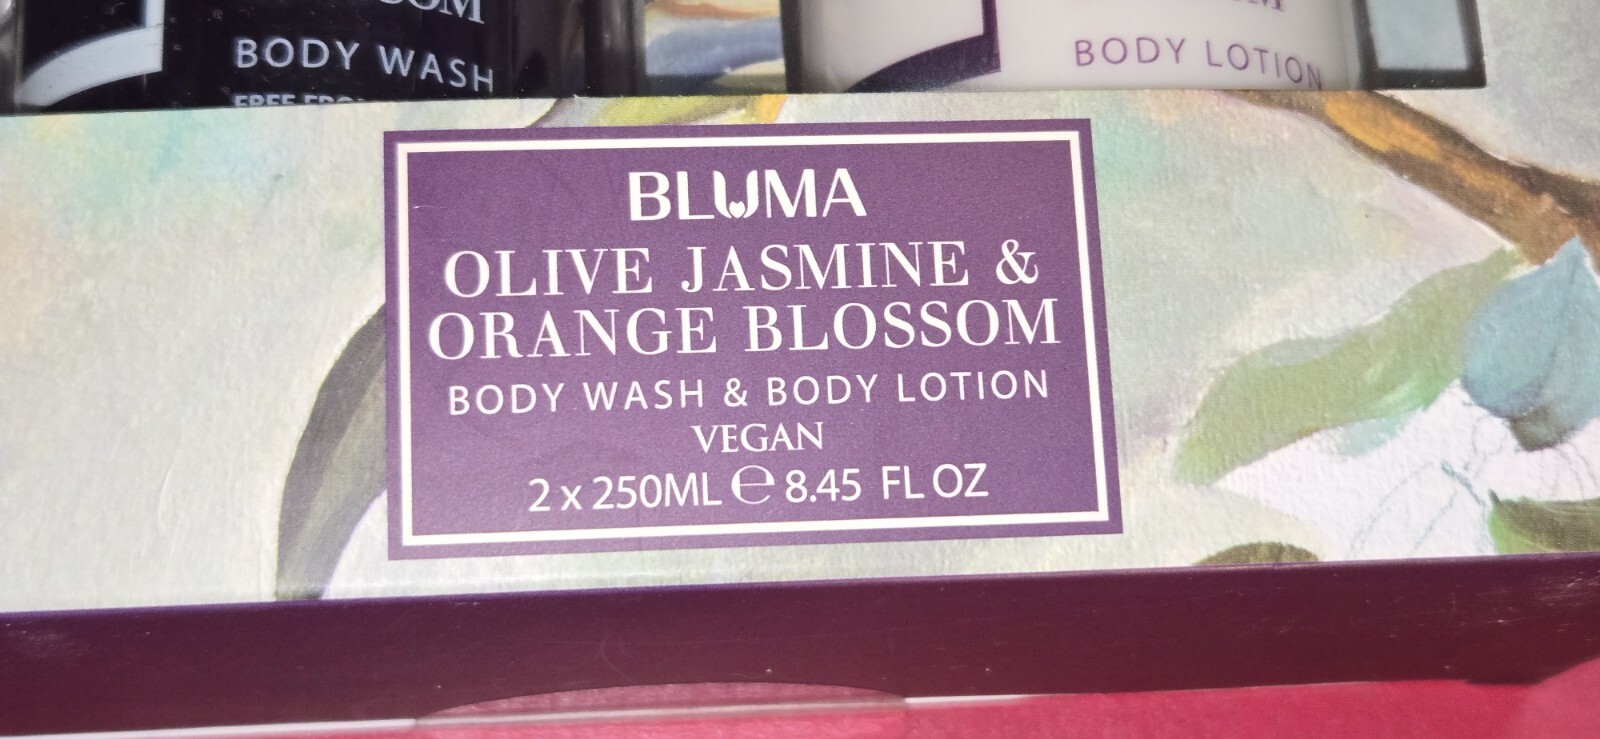 BODY WASH
BODY LOTION
BLUMA
OLIVE JASMINE &
ORANGE BLOSSOM
BODY WASH & BODY LOTION
VEGAN
2 x 250ML ℮ 8.45 FL OZ